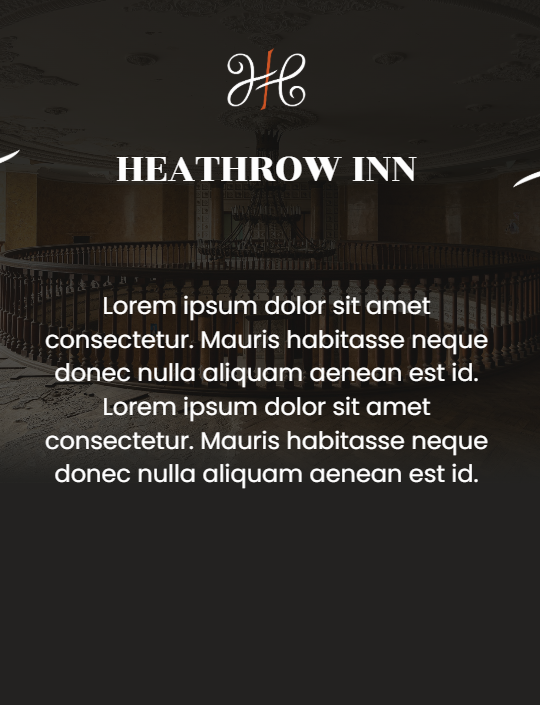 HEATHROW INN
Lorem ipsum dolor sit amet
consectetur. Mauris habitasse neque
donec nulla aliquam aenean est id.
Lorem ipsum dolor sit amet
consectetur. Mauris habitasse neque
donec nulla aliquam aenean est id.